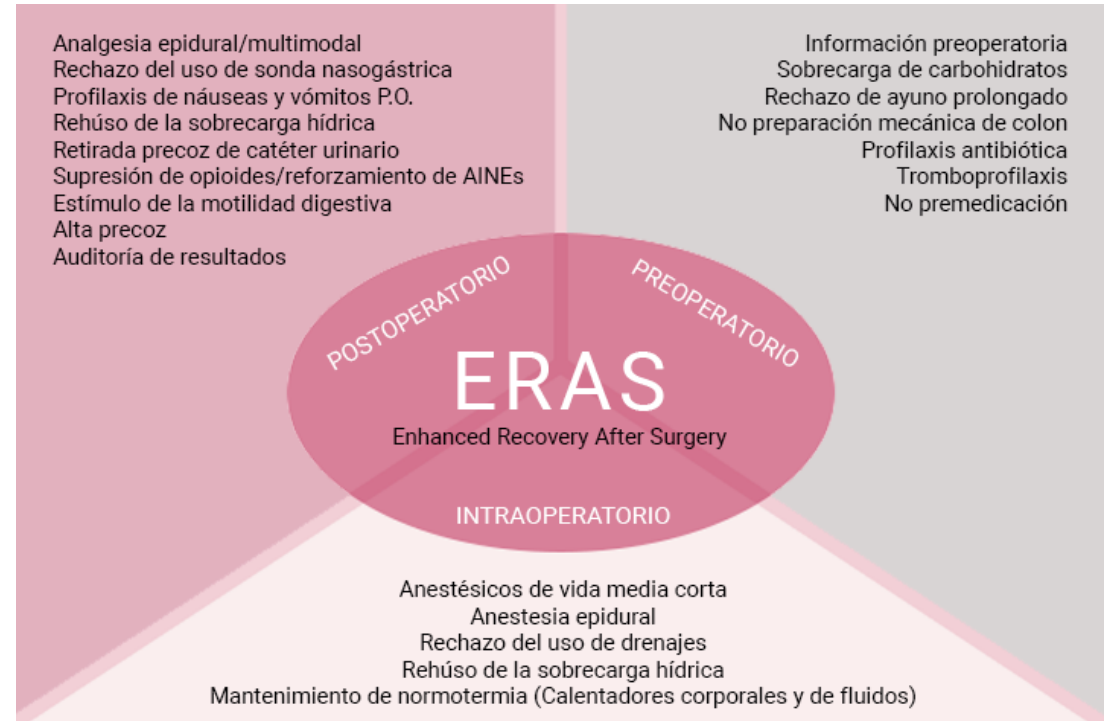 Analgesia epidural/multimodal
Rechazo del uso de sonda nasogástrica
Profilaxis de náuseas y vómitos P.O.
Rehúso de la sobrecarga hídrica
Retirada precoz de catéter urinario
Supresión de opioides/reforzamiento de AINEs
Estímulo de la motilidad digestiva
Alta precoz
Auditoría de resultados
Información preoperatoria
Sobrecarga de carbohidratos
Rechazo de ayuno prolongado
No preparación mecánica de colon
Profilaxis antibiótica
Tromboprofilaxis
No premedicación
POSTOPERATORIO
PREOPERATORIO
ERAS
Enhanced Recovery After Surgery
INTRAOPERATORIO
Anestésicos de vida media corta
Anestesia epidural
Rechazo del uso de drenajes
Rehúso de la sobrecarga hídrica
Mantenimiento de normotermia (Calentadores corporales y de fluidos)